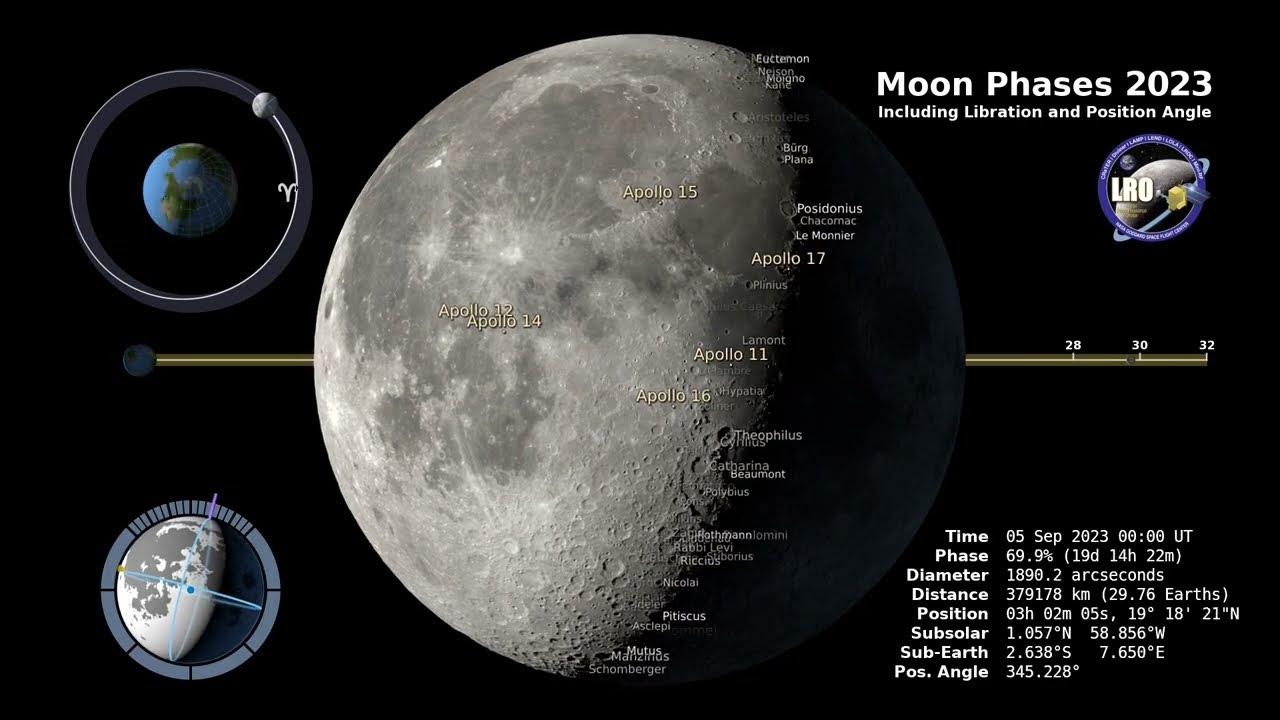 Moon Phases 2023
Including Libration and Position Angle
LRO
Euctemon
Neison
Moigno
Kane
Aristoteles
Bürg
Plana
Apollo 15
Posidonius
Chacornac
Le Monnier
Apollo 17
Plinius
Apollo 12
Apollo 14
Lamont
Apollo 11
28
30
32
Hypatia
Apollo 16
Theophilus
Cyrillus
Catharina
Beaumont
Polybius
Rothmann
Rabbi Levi
Stiborius
Riccius
Nicolai
Pitiscus
Asclepi
Mutus
Manzinus
Schomberger
Time 05 Sep 2023 00:00 UT
Phase 69.9% (19d 14h 22m)
Diameter 1890.2 arcseconds
Distance 379178 km (29.76 Earths)
Position 03h 02m 05s, 19° 18' 21"N
Subsolar 1.057°N 58.856°W
Sub-Earth 2.638°S 7.650°E
Pos. Angle 345.228°